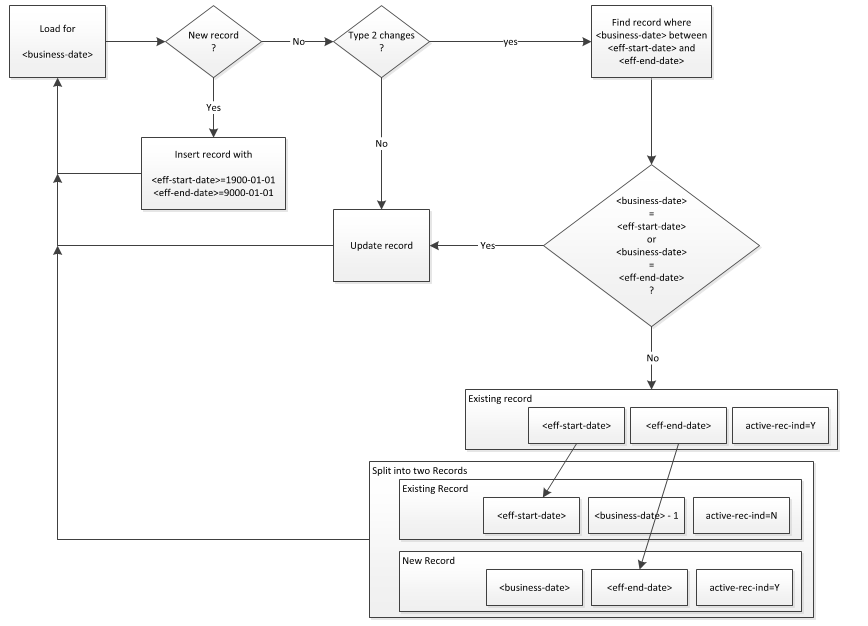 Load for
<business-date>
New record
?
No
Type 2 changes
?
yes
Find record where
<business-date> between
<eff-start-date> and
<eff-end-date>
Yes
Insert record with
<eff-start-date>=1900-01-01
<eff-end-date>=9000-01-01
No
Update record
Yes
<business-date>
=
<eff-start-date>
or
<business-date>
=
<eff-end-date>
?
No
Existing record
<eff-start-date>
<eff-end-date>
active-rec-ind=Y
Split into two Records
Existing Record
<eff-start-date>
<business-date> - 1
active-rec-ind=N
New Record
<business-date>
<eff-end-date>
active-rec-ind=Y